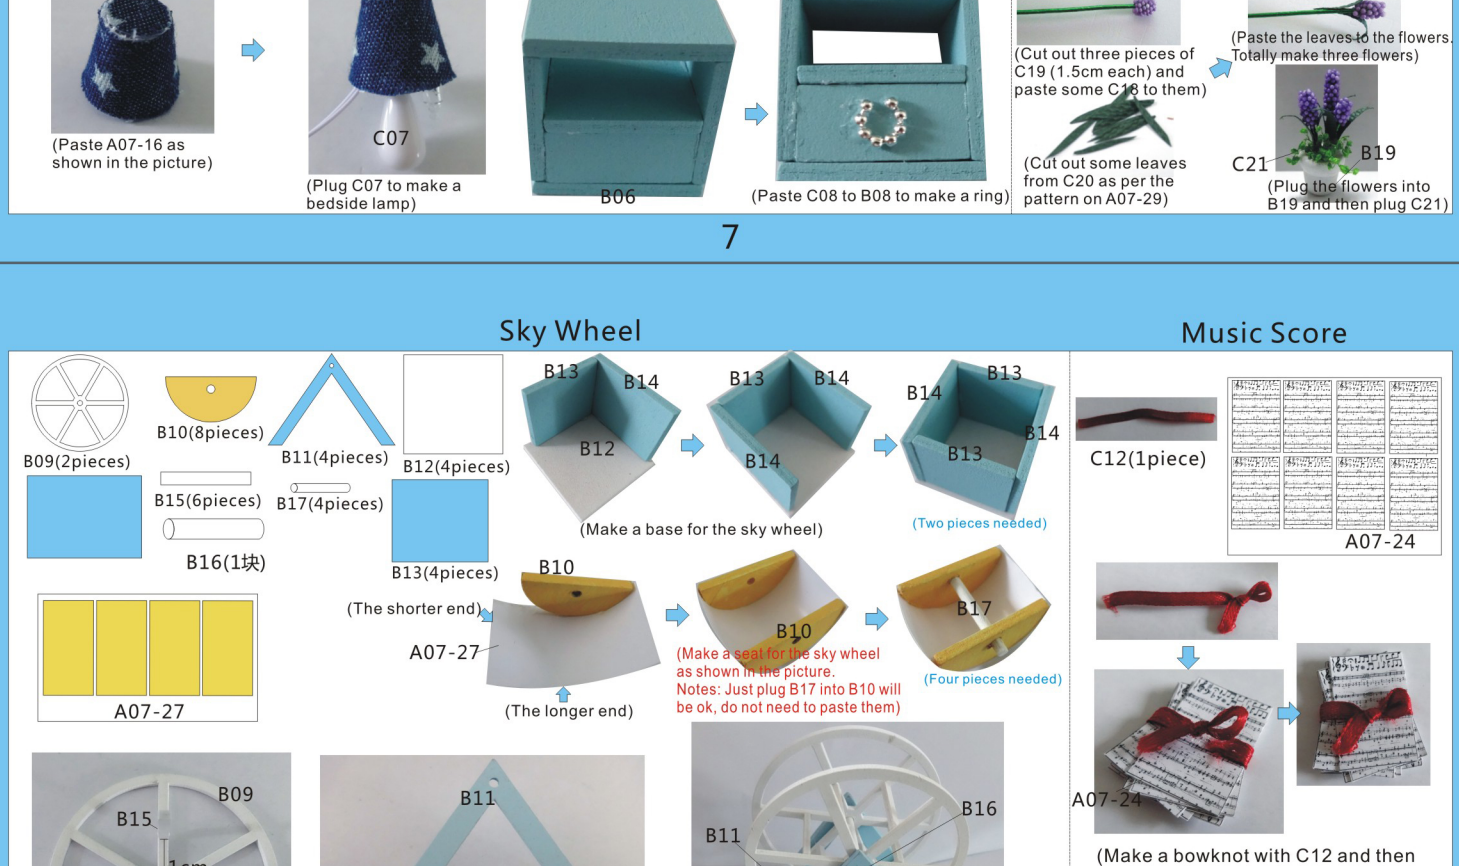 (Paste A07-16 as
shown in the picture)
C07
(Plug C07 to make a
bedside lamp)
B06
(Paste C08 to B08 to make a ring)
(Cut out three pieces of
C19 (1.5cm each) and
paste some C18 to them)
(Cut out some leaves
from C20 as per the
pattern on A07-29)
(Paste the leaves to the flowers.
Totally make three flowers)
C21
B19
(Plug the flowers into
B19 and then plug C21)
7
Sky Wheel
B09(2pieces)
B10(8pieces)
B11(4pieces)
B12(4pieces)
B15(6pieces)
B17(4pieces)
B16(1块)
B13(4pieces)
A07-27
B13
B14
B12
B13
B14
B14
B13
B14
B14
B13
(Make a base for the sky wheel)
(Two pieces needed)
(The shorter end)
B10
A07-27
(The longer end)
B10
(Make a seat for the sky wheel
as shown in the picture.
Notes: Just plug B17 into B10 will
be ok, do not need to paste them)
B17
(Four pieces needed)
B09
B15
1cm
B11
B11
B16
Music Score
C12(1piece)
A07-24
A07-24
(Make a bowknot with C12 and then